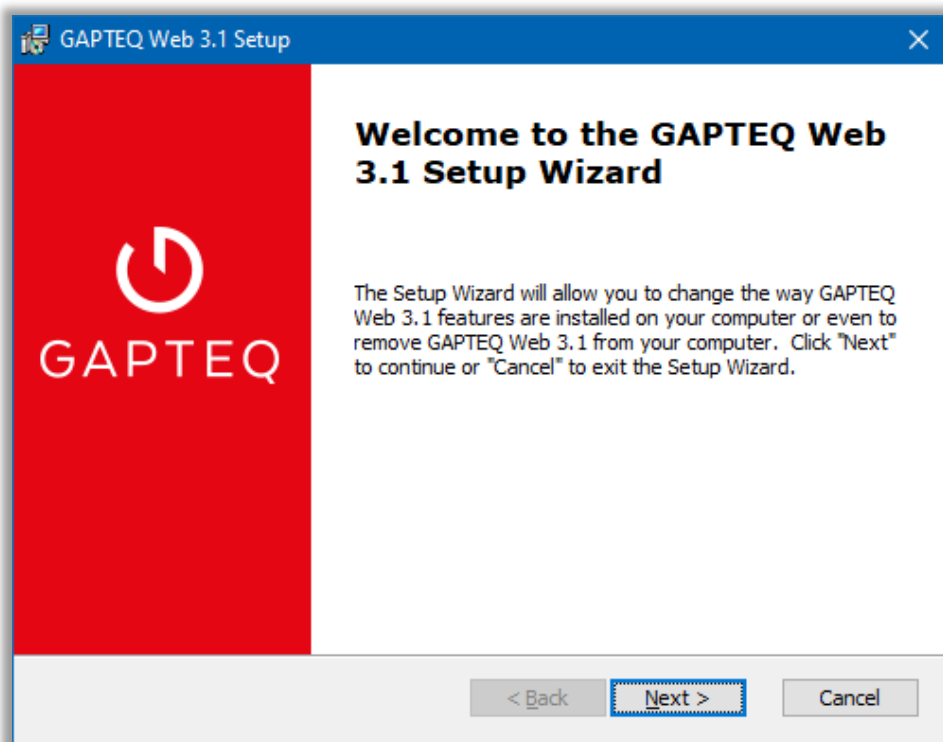 GAPTEQ Web 3.1 Setup
Welcome to the GAPTEQ Web
3.1 Setup Wizard
GAPTEQ
The Setup Wizard will allow you to change the way GAPTEQ
Web 3.1 features are installed on your computer or even to
remove GAPTEQ Web 3.1 from your computer.  Click "Next"
to continue or "Cancel" to exit the Setup Wizard.
< Back
Next >
Cancel